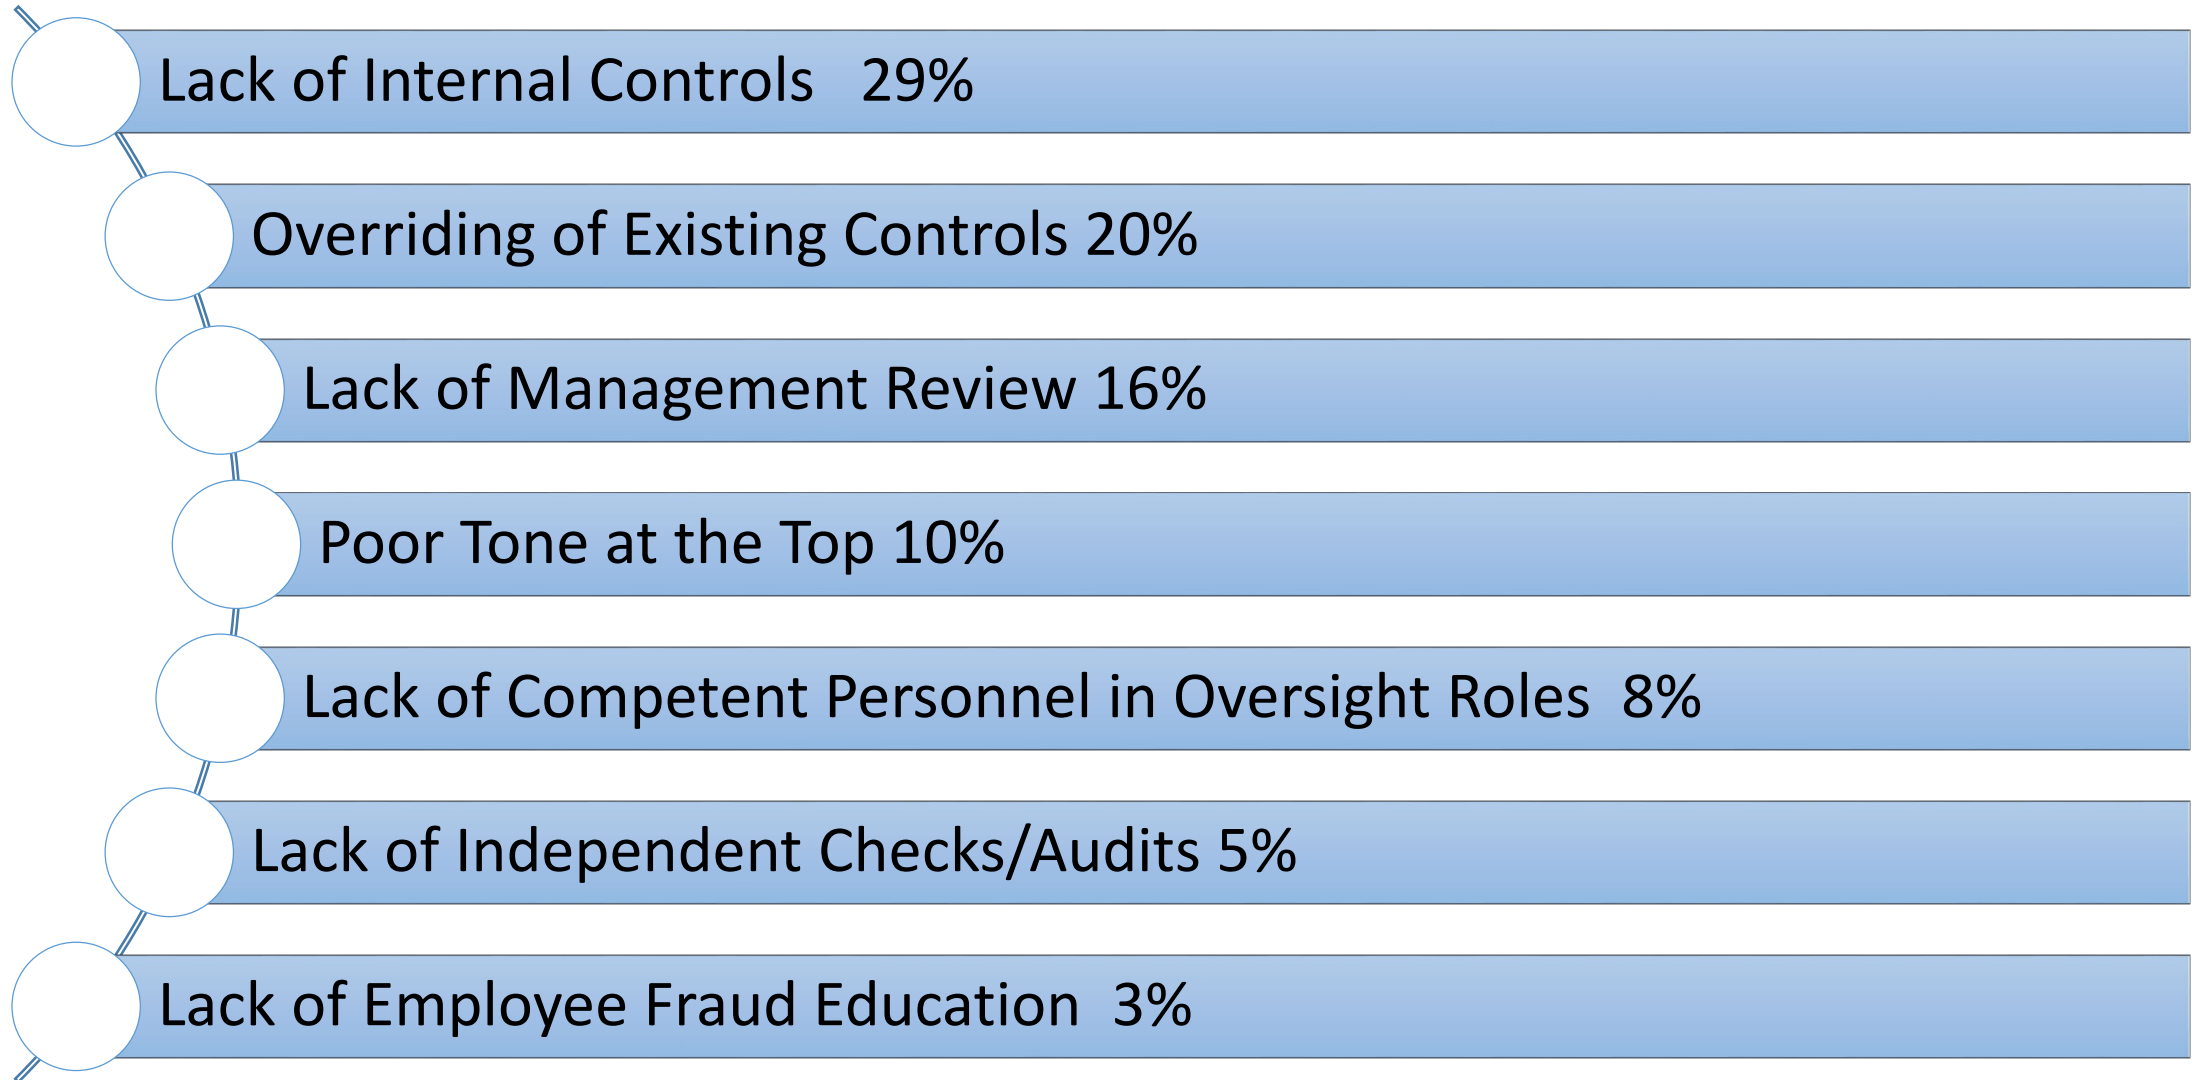 Lack of Internal Controls   29%
Overriding of Existing Controls 20%
Lack of Management Review 16%
Poor Tone at the Top 10%
Lack of Competent Personnel in Oversight Roles  8%
Lack of Independent Checks/Audits 5%
Lack of Employee Fraud Education  3%